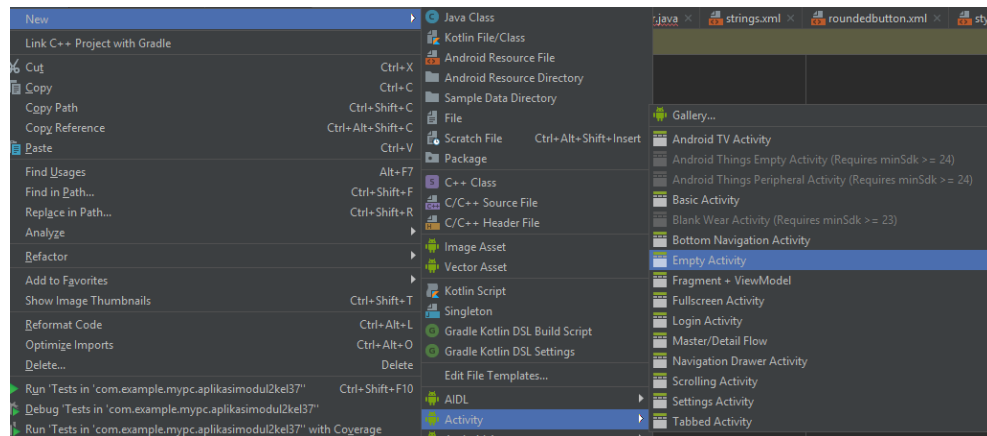 New
Link C++ Project with Gradle
Cut Ctrl+X
Copy Ctrl+C
Copy Path Ctrl+Shift+C
Copy Reference Ctrl+Alt+Shift+C
Paste Ctrl+V
Find Usages Alt+F7
Find in Path... Ctrl+Shift+F
Replace in Path... Ctrl+Shift+R
Analyze
Refactor
Add to Favorites
Show Image Thumbnails Ctrl+Shift+T
Reformat Code Ctrl+Alt+L
Optimize Imports Ctrl+Alt+O
Delete... Delete
Run 'Tests in 'com.example.mypc.aplikasimodul2kel37'' Ctrl+Shift+F10
Debug 'Tests in 'com.example.mypc.aplikasimodul2kel37''
Run 'Tests in 'com.example.mypc.aplikasimodul2kel37'' with Coverage
Java Class
Kotlin File/Class
Android Resource File
Android Resource Directory
Sample Data Directory
File
Scratch File Ctrl+Alt+Shift+Insert
Package
C++ Class
C/C++ Source File
C/C++ Header File
Image Asset
Vector Asset
Kotlin Script
Singleton
Gradle Kotlin DSL Build Script
Gradle Kotlin DSL Settings
Edit File Templates...
AIDL
Activity
.java strings.xml roundedbutton.xml sty
Gallery...
Android TV Activity
Android Things Empty Activity (Requires minSdk >= 24)
Android Things Peripheral Activity (Requires minSdk >= 24)
Basic Activity
Blank Wear Activity (Requires minSdk >= 23)
Bottom Navigation Activity
Empty Activity
Fragment + ViewModel
Fullscreen Activity
Login Activity
Master/Detail Flow
Navigation Drawer Activity
Scrolling Activity
Settings Activity
Tabbed Activity